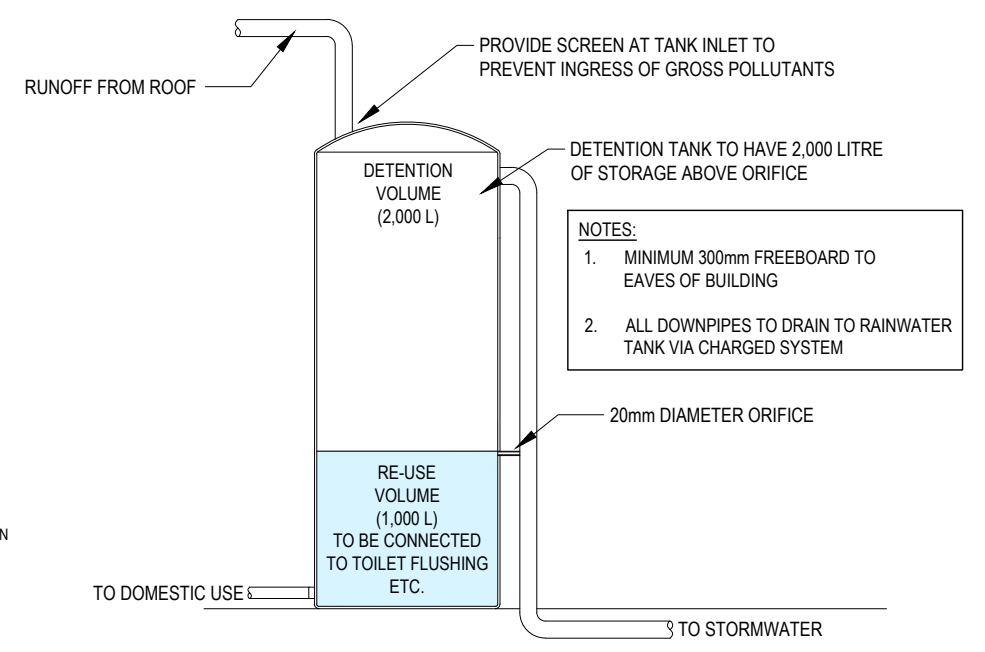 PROVIDE SCREEN AT TANK INLET TO
PREVENT INGRESS OF GROSS POLLUTANTS
RUNOFF FROM ROOF
DETENTION TANK TO HAVE 2,000 LITRE
OF STORAGE ABOVE ORIFICE
DETENTION
VOLUME
(2,000 L)
NOTES:
1. MINIMUM 300mm FREEBOARD TO
EAVES OF BUILDING
2. ALL DOWNPIPES TO DRAIN TO RAINWATER
TANK VIA CHARGED SYSTEM
20mm DIAMETER ORIFICE
RE-USE
VOLUME
(1,000 L)
TO BE CONNECTED
TO TOILET FLUSHING
ETC.
N
TO DOMESTIC USE
TO STORMWATER